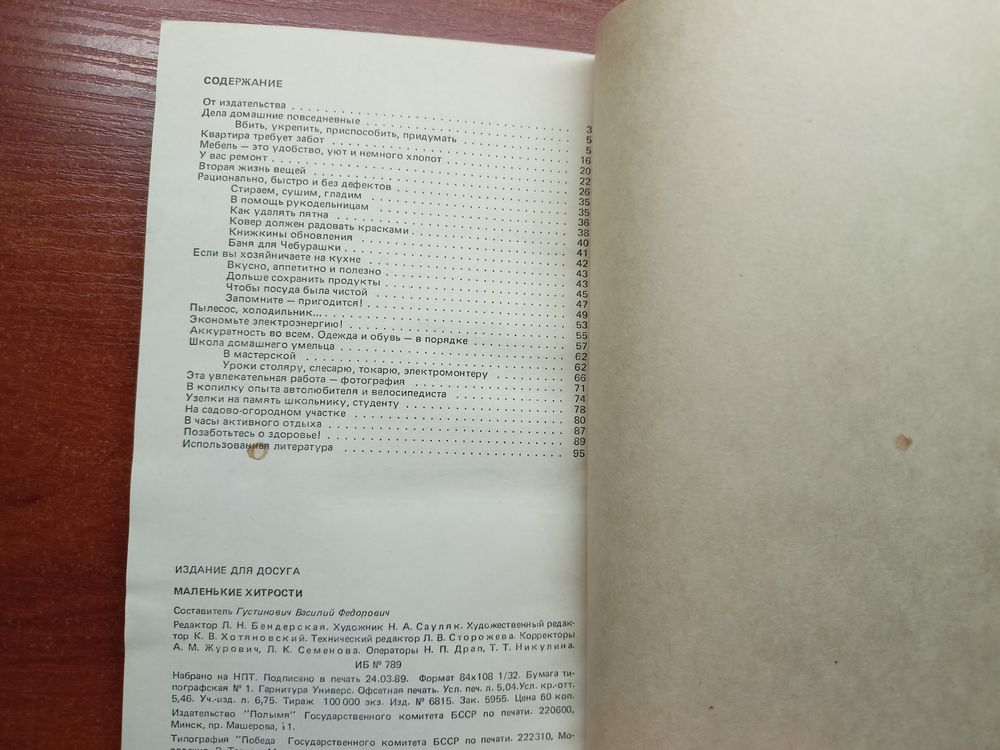 СОДЕРЖАНИЕ
От издательства . . . . . . . . . . 3
Дела домашние повседневные . . . . . . . . . . 5
Вбить, укрепить, приспособить, придумать . . . . . . . . . . 5
Квартира требует забот . . . . . . . . . . 16
Мебель — это удобство, уют и немного хлопот . . . . . . . . . . 20
У вас ремонт . . . . . . . . . . 22
Вторая жизнь вещей . . . . . . . . . . 26
Рационально, быстро и без дефектов . . . . . . . . . . 35
Стираем, сушим, гладим . . . . . . . . . . 35
В помощь рукодельницам . . . . . . . . . . 36
Как удалять пятна . . . . . . . . . . 38
Ковер должен радовать красками . . . . . . . . . . 40
Книжкины обновления . . . . . . . . . . 41
Баня для Чебурашки . . . . . . . . . . 42
Если вы хозяйничаете на кухне . . . . . . . . . . 43
Вкусно, аппетитно и полезно . . . . . . . . . . 43
Дольше сохранить продукты . . . . . . . . . . 45
Чтобы посуда была чистой . . . . . . . . . . 47
Запомните — пригодится! . . . . . . . . . . 49
Пылесос, холодильник... . . . . . . . . . . 53
Экономьте электроэнергию! . . . . . . . . . . 55
Аккуратность во всем. Одежда и обувь — в порядке . . . . . . . . . . 57
Школа домашнего умельца . . . . . . . . . . 62
В мастерской . . . . . . . . . . 62
Уроки столяру, слесарю, токарю, электромонтеру . . . . . . . . . . 66
Эта увлекательная работа — фотография . . . . . . . . . . 71
В копилку опыта автолюбителя и велосипедиста . . . . . . . . . . 74
Узелки на память школьнику, студенту . . . . . . . . . . 78
На садово-огородном участке . . . . . . . . . . 80
В часы активного отдыха . . . . . . . . . . 87
Позаботьтесь о здоровье! . . . . . . . . . . 89
Использованная литература . . . . . . . . . . 95
ИЗДАНИЕ ДЛЯ ДОСУГА
МАЛЕНЬКИЕ ХИТРОСТИ
Составитель Густинович Василий Федорович
Редактор Л. Н. Бендерская. Художник Н. А. Сауляк. Художественный редак-
тор К. В. Хотяновский. Технический редактор Л. В. Сторожева. Корректоры
А. М. Журович, Л. К. Семенова. Операторы Н. П. Драп, Т. Т. Никулина.
ИБ № 789
Набрано на НПТ. Подписано в печать 24.03.89. Формат 84х108 1/32. Бумага ти-
пографская № 1. Гарнитура Универс. Офсетная печать. Усл. печ. л. 5,04. Усл. кр.-отт.
5,46. Уч.-изд. л. 6,75. Тираж 100 000 экз. Изд. № 6815. Зак. 5955. Цена 60 коп.
Издательство "Полымя" Государственного комитета БССР по печати. 220600,
Минск, пр. Машерова, 11.
Типография "Победа" Государственного комитета БССР по печати. 222310, Мо-